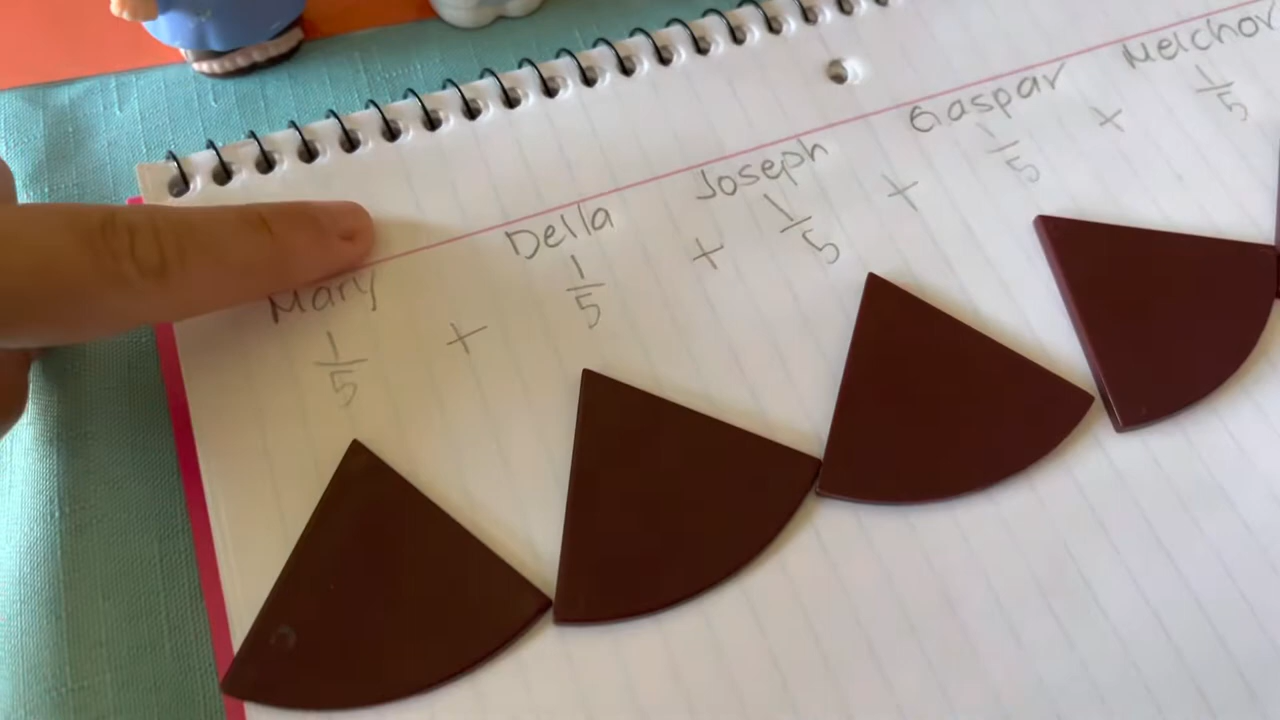 Mary Della Joseph Gaspar Melchor
1/5 + 1/5 + 1/5 + 1/5 + 1/5